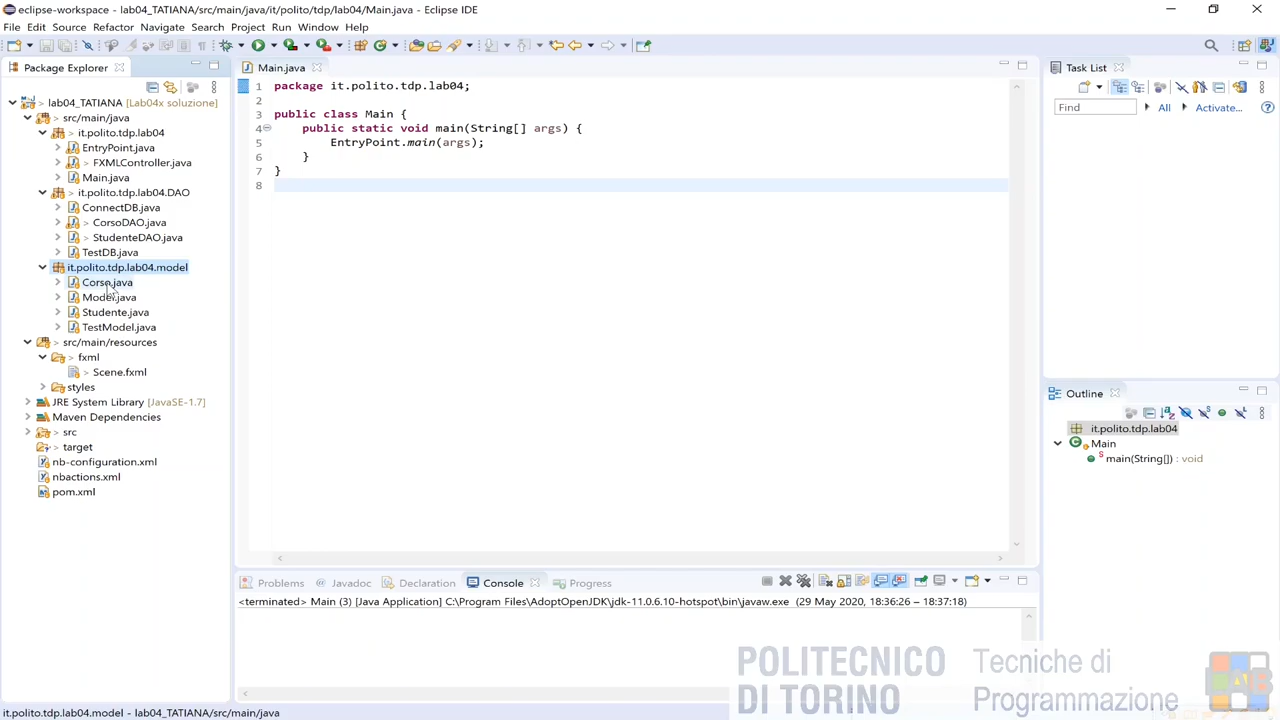 eclipse-workspace - lab04_TATIANA/src/main/java/it/polito/tdp/lab04/Main.java - Eclipse IDE
File Edit Source Refactor Navigate Search Project Run Window Help
Package Explorer
lab04_TATIANA [Lab04x soluzione]
src/main/java
it.polito.tdp.lab04
EntryPoint.java
> FXMLController.java
Main.java
> it.polito.tdp.lab04.DAO
ConnectDB.java
> CorsoDAO.java
> StudenteDAO.java
TestDB.java
it.polito.tdp.lab04.model
Corso.java
Model.java
Studente.java
TestModel.java
> src/main/resources
> fxml
> Scene.fxml
styles
JRE System Library [JavaSE-1.7]
Maven Dependencies
> src
> target
nb-configuration.xml
nbactions.xml
pom.xml
Main.java
1 package it.polito.tdp.lab04;
2
3 public class Main {
4 public static void main(String[] args) {
5 EntryPoint.main(args);
6 }
7 }
8
Task List
Find All Activate...
Outline
it.polito.tdp.lab04
Main
main(String[]) : void
Problems Javadoc Declaration Console Progress
<terminated> Main (3) [Java Application] C:\Program Files\AdoptOpenJDK\jdk-11.0.6.10-hotspot\bin\javaw.exe (29 May 2020, 18:36:26 – 18:37:18)
POLITECNICO
DI TORINO
Tecniche di
Programmazione
LAB
it.polito.tdp.lab04.model - lab04_TATIANA/src/main/java